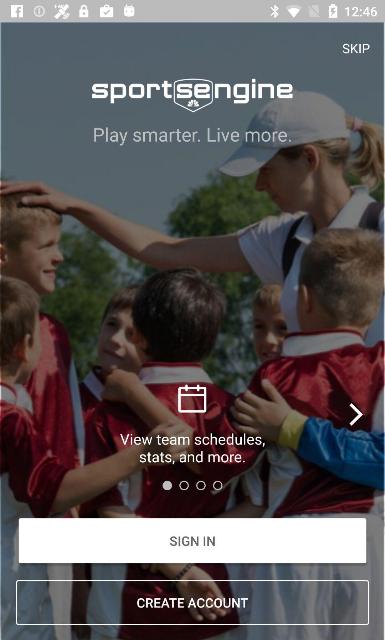 12:46
SKIP
sportsengine
Play smarter. Live more.
View team schedules,
stats, and more.
SIGN IN
CREATE ACCOUNT